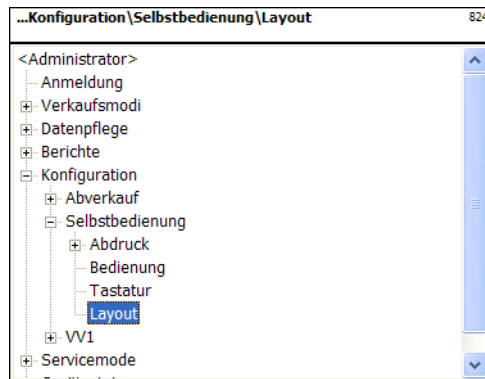 ...Konfiguration\Selbstbedienung\Layout 824
<Administrator>
Anmeldung
Verkaufsmodi
Datenpflege
Berichte
Konfiguration
Abverkauf
Selbstbedienung
Abdruck
Bedienung
Tastatur
Layout
VV1
Servicemode